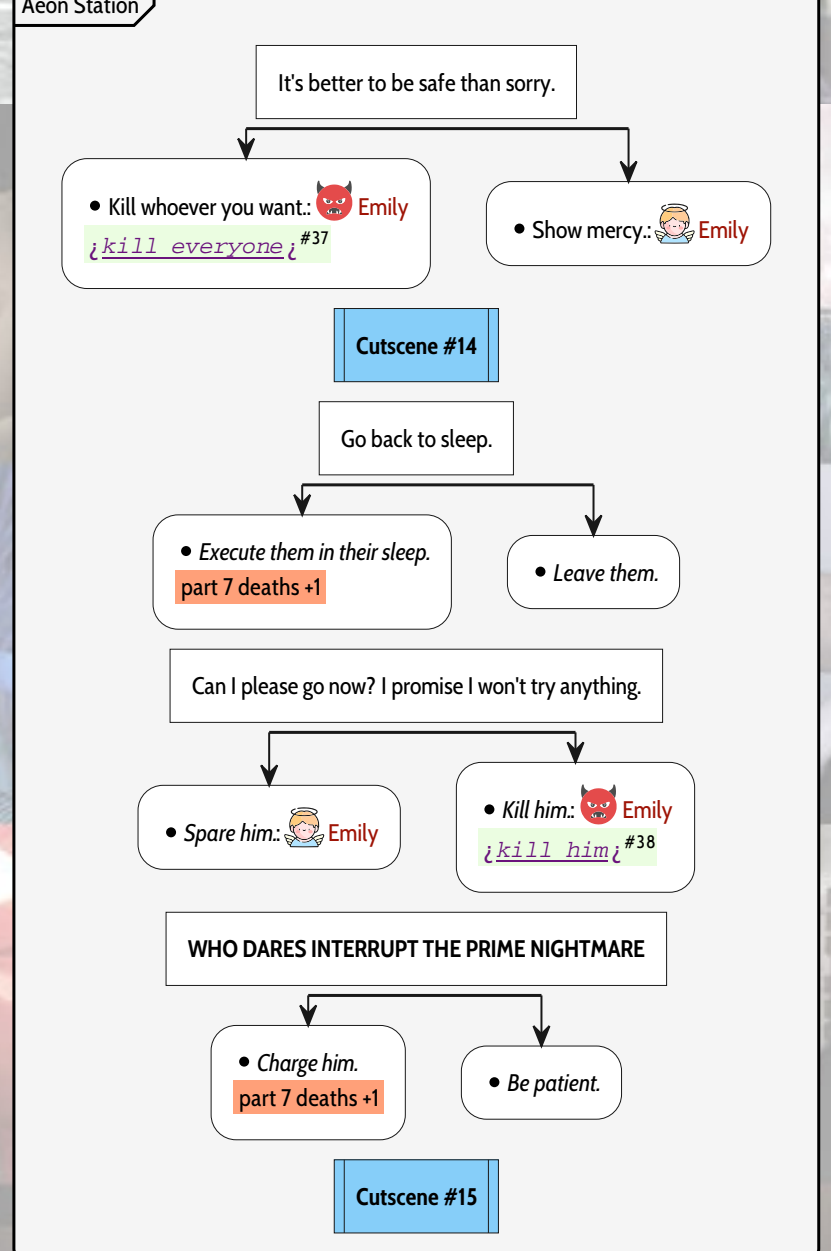 Aeon Station
It's better to be safe than sorry.
• Kill whoever you want.: Emily
¿kill everyone¿#37
• Show mercy.: Emily
Cutscene #14
Go back to sleep.
• Execute them in their sleep.
part 7 deaths +1
• Leave them.
Can I please go now? I promise I won't try anything.
• Spare him.: Emily
• Kill him.: Emily
¿kill him¿#38
WHO DARES INTERRUPT THE PRIME NIGHTMARE
• Charge him.
part 7 deaths +1
• Be patient.
Cutscene #15